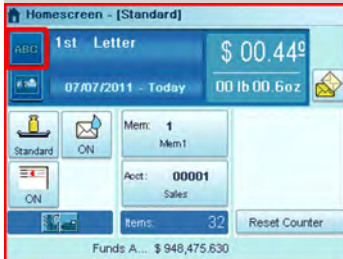 Homescreen - [Standard]
ABC
1st Letter
$ 00.449
07/07/2011 - Today
00 lb 00.6oz
Standard
ON
Mem: 1
Mem1
ON
Acct: 00001
Sales
Items: 32
Reset Counter
Funds A... $ 948,475.630